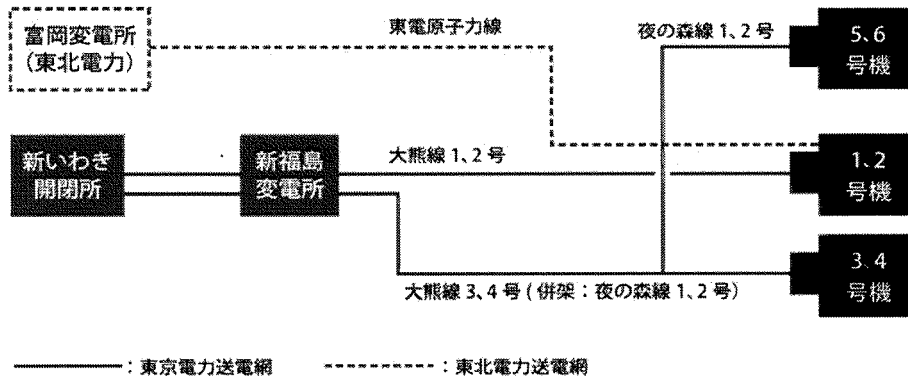 富岡変電所
(東北電力)
東電原子力線
夜の森線 1、2 号
5、6
号機
新いわき
開閉所
新福島
変電所
大熊線 1、2 号
1、2
号機
大熊線 3、4 号 ( 併架：夜の森線 1、2 号)
3、4
号機
：東京電力送電網
：東北電力送電網